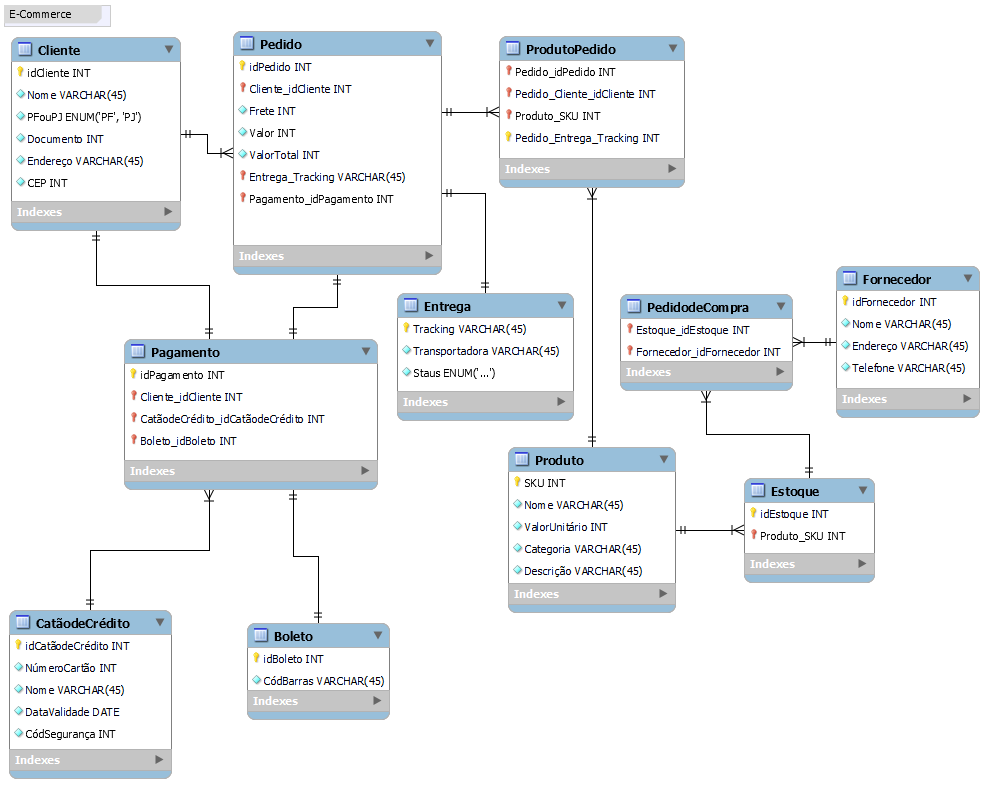 E-Commerce
Cliente
idCliente INT
Nome VARCHAR(45)
PFouPJ ENUM('PF', 'PJ')
Documento INT
Endereço VARCHAR(45)
CEP INT
Indexes
Pedido
idPedido INT
Cliente_idCliente INT
Frete INT
Valor INT
ValorTotal INT
Entrega_Tracking VARCHAR(45)
Pagamento_idPagamento INT
Indexes
ProdutoPedido
Pedido_idPedido INT
Pedido_Cliente_idCliente INT
Produto_SKU INT
Pedido_Entrega_Tracking INT
Indexes
Entrega
Tracking VARCHAR(45)
Transportadora VARCHAR(45)
Staus ENUM('...')
Indexes
PedidodeCompra
Estoque_idEstoque INT
Fornecedor_idFornecedor INT
Indexes
Fornecedor
idFornecedor INT
Nome VARCHAR(45)
Endereço VARCHAR(45)
Telefone VARCHAR(45)
Indexes
Pagamento
idPagamento INT
Cliente_idCliente INT
CatãodeCrédito_idCatãodeCrédito INT
Boleto_idBoleto INT
Indexes
Produto
SKU INT
Nome VARCHAR(45)
ValorUnitário INT
Categoria VARCHAR(45)
Descrição VARCHAR(45)
Indexes
Estoque
idEstoque INT
Produto_SKU INT
Indexes
CatãodeCrédito
idCatãodeCrédito INT
NúmeroCartão INT
Nome VARCHAR(45)
DataValidade DATE
CódSegurança INT
Indexes
Boleto
idBoleto INT
CódBarras VARCHAR(45)
Indexes